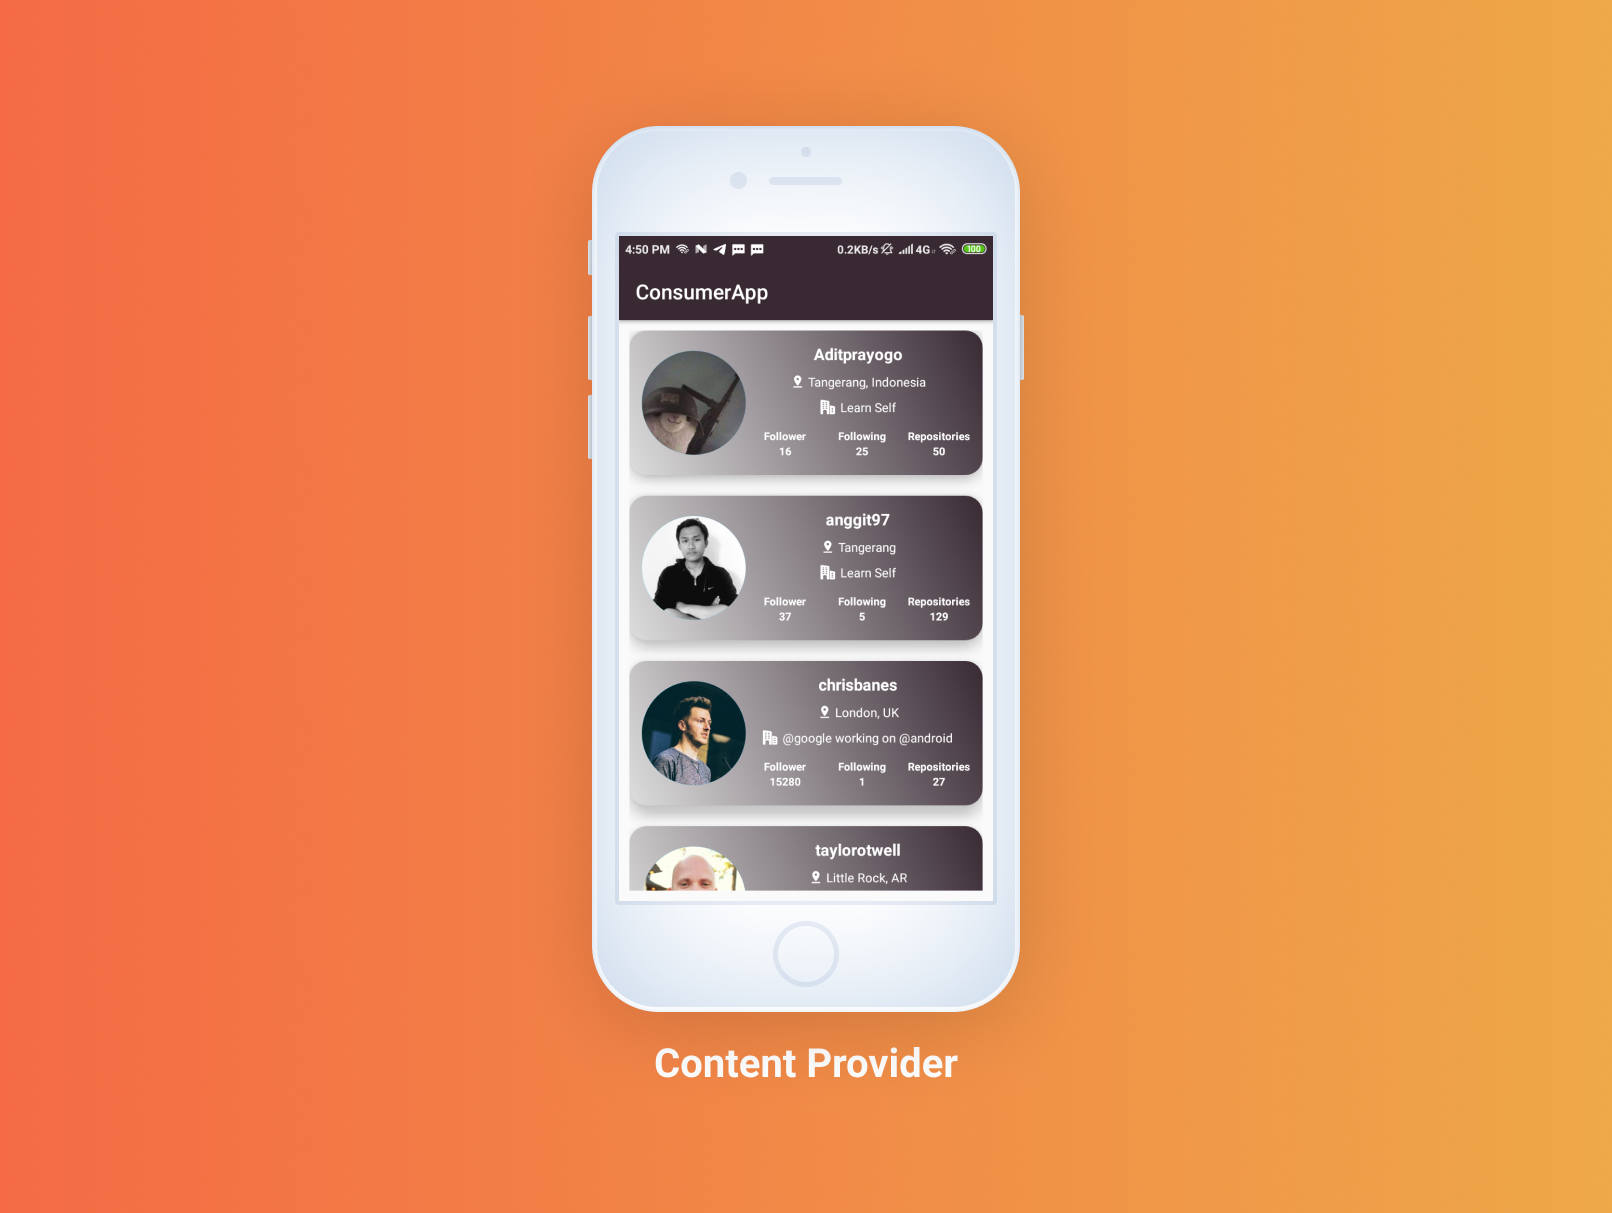 4:50 PM 0.2KB/s 4G 100
ConsumerApp
Aditprayogo
Tangerang, Indonesia
Learn Self
Follower Following Repositories
16 25 50
anggit97
Tangerang
Learn Self
Follower Following Repositories
37 5 129
chrisbanes
London, UK
@google working on @android
Follower Following Repositories
15280 1 27
taylorotwell
Little Rock, AR
Content Provider